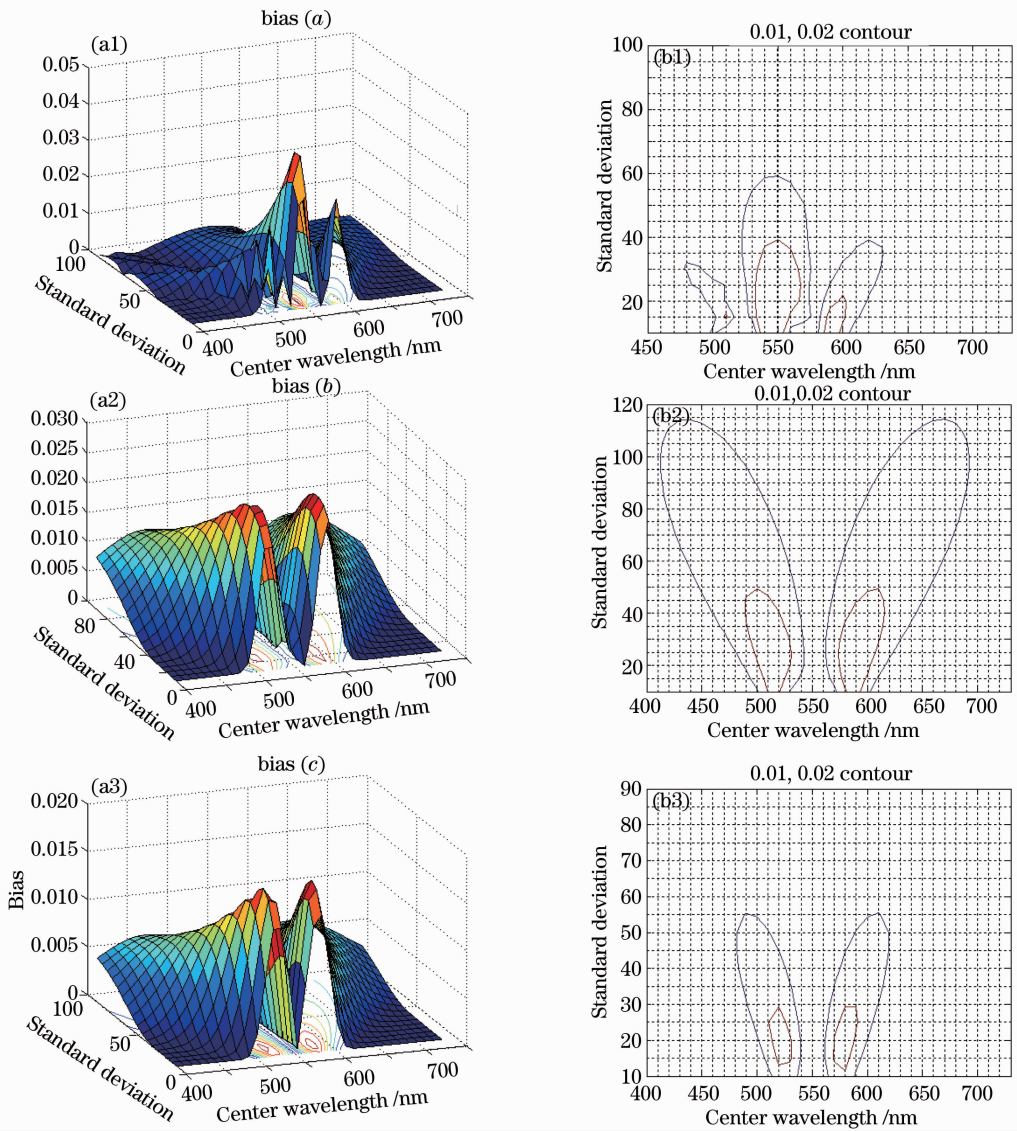 bias (a)
(a1)
0.05
0.04
0.03
0.02
0.01
0
100
50
0
Standard deviation
400
500
600
700
Center wavelength /nm
0.01, 0.02 contour
(b1)
100
80
60
40
20
Standard deviation
450 500 550 600 650 700
Center wavelength /nm
bias (b)
(a2)
0.030
0.025
0.020
0.015
0.010
0.005
0
80
40
0
Standard deviation
400
500
600
700
Center wavelength /nm
0.01,0.02 contour
(b2)
120
100
80
60
40
20
Standard deviation
400 450 500 550 600 650 700
Center wavelength /nm
bias (c)
(a3)
0.020
0.015
0.010
0.005
0
Bias
100
50
0
Standard deviation
400
500
600
700
Center wavelength /nm
0.01, 0.02 contour
(b3)
90
80
70
60
50
40
30
20
10
Standard deviation
400 450 500 550 600 650 700
Center wavelength /nm